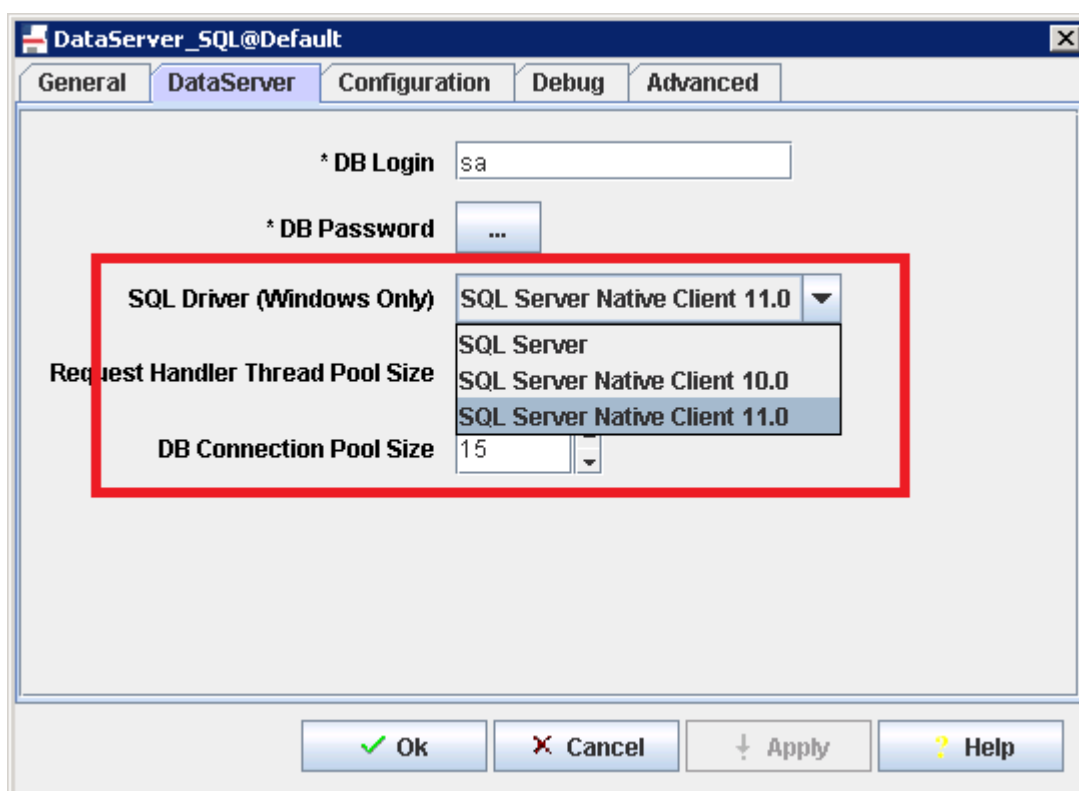 DataServer_SQL@Default
General DataServer Configuration Debug Advanced
* DB Login sa
* DB Password ...
SQL Driver (Windows Only) SQL Server Native Client 11.0
SQL Server
Request Handler Thread Pool Size SQL Server Native Client 10.0
SQL Server Native Client 11.0
DB Connection Pool Size 15
Ok Cancel Apply ? Help